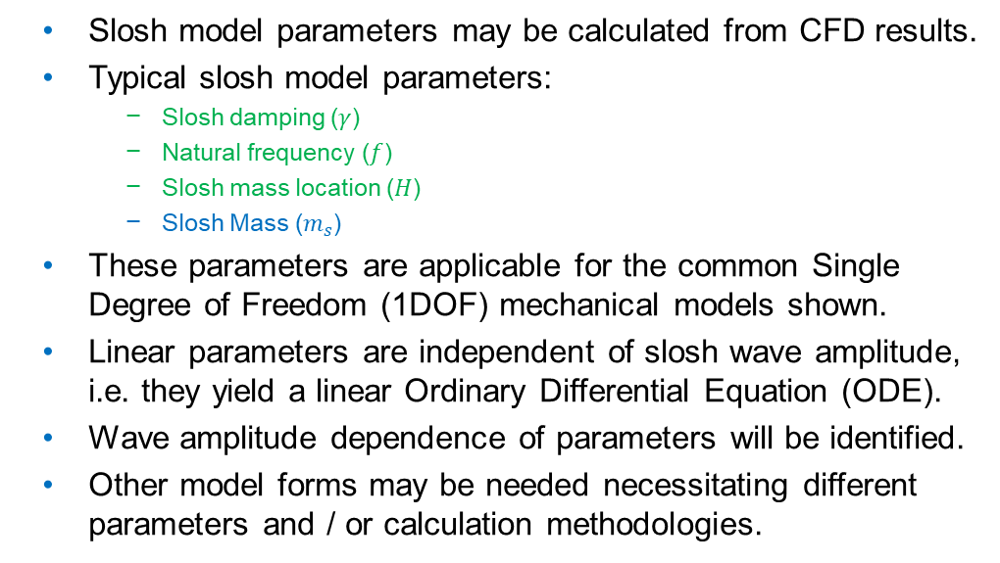 • Slosh model parameters may be calculated from CFD results.
• Typical slosh model parameters:
– Slosh damping (γ)
– Natural frequency (f)
– Slosh mass location (H)
– Slosh Mass (mₛ)
• These parameters are applicable for the common Single
Degree of Freedom (1DOF) mechanical models shown.
• Linear parameters are independent of slosh wave amplitude,
i.e. they yield a linear Ordinary Differential Equation (ODE).
• Wave amplitude dependence of parameters will be identified.
• Other model forms may be needed necessitating different
parameters and / or calculation methodologies.